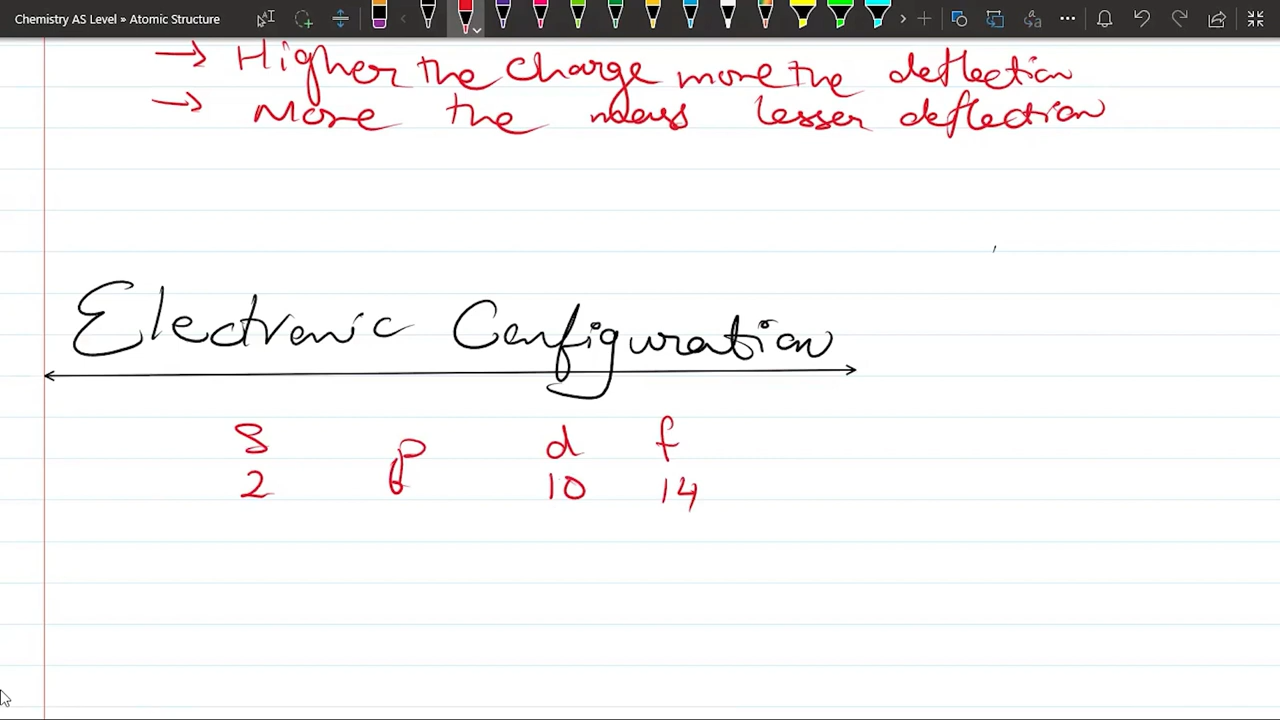 Chemistry AS Level » Atomic Structure
→ Higher the charge more the deflection
→ More the mass lesser deflection
Electronic Configuration
s p d f
2 6 10 14